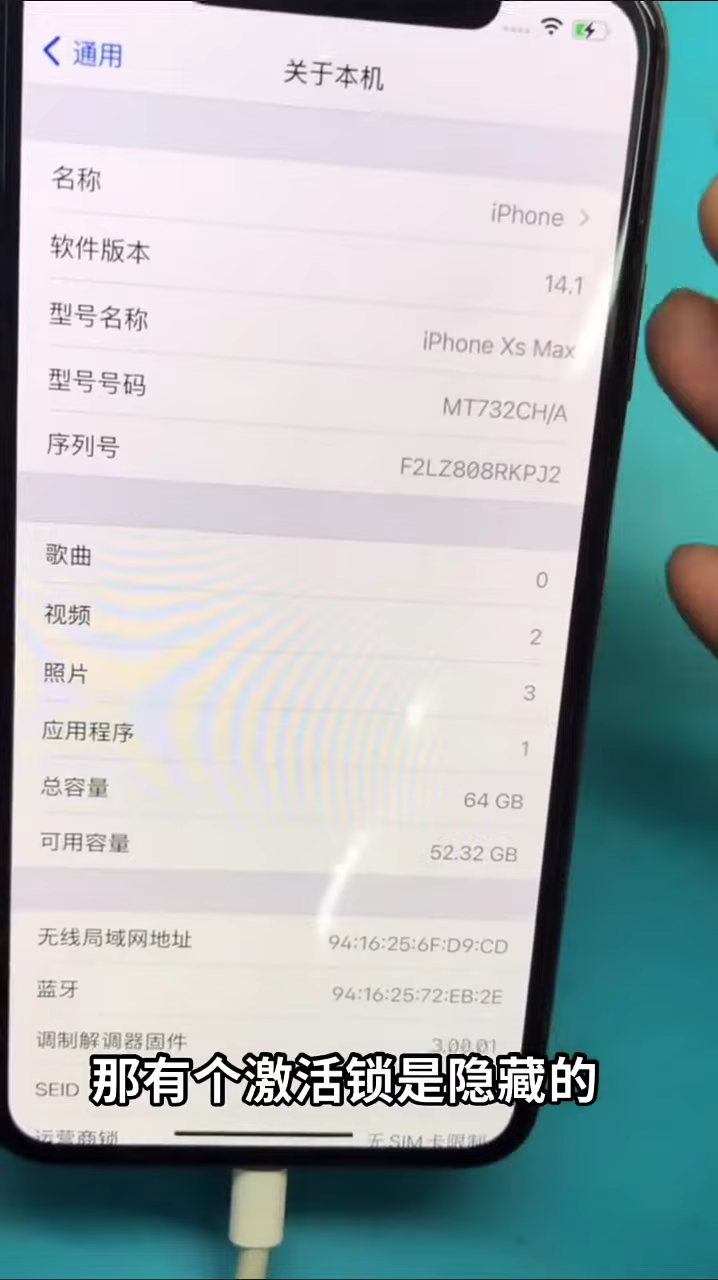 通用
关于本机
名称 iPhone
软件版本 14.1
型号名称 iPhone Xs Max
型号号码 MT732CH/A
序列号 F2LZ808RKPJ2
歌曲 0
视频 2
照片 3
应用程序 1
总容量 64 GB
可用容量 52.32 GB
无线局域网地址 94:16:25:6F:D9:CD
蓝牙 94:16:25:72:EB:2E
调制解调器固件 3.00.01
那有个激活锁是隐藏的
SEID
运营商锁 无 SIM 卡限制